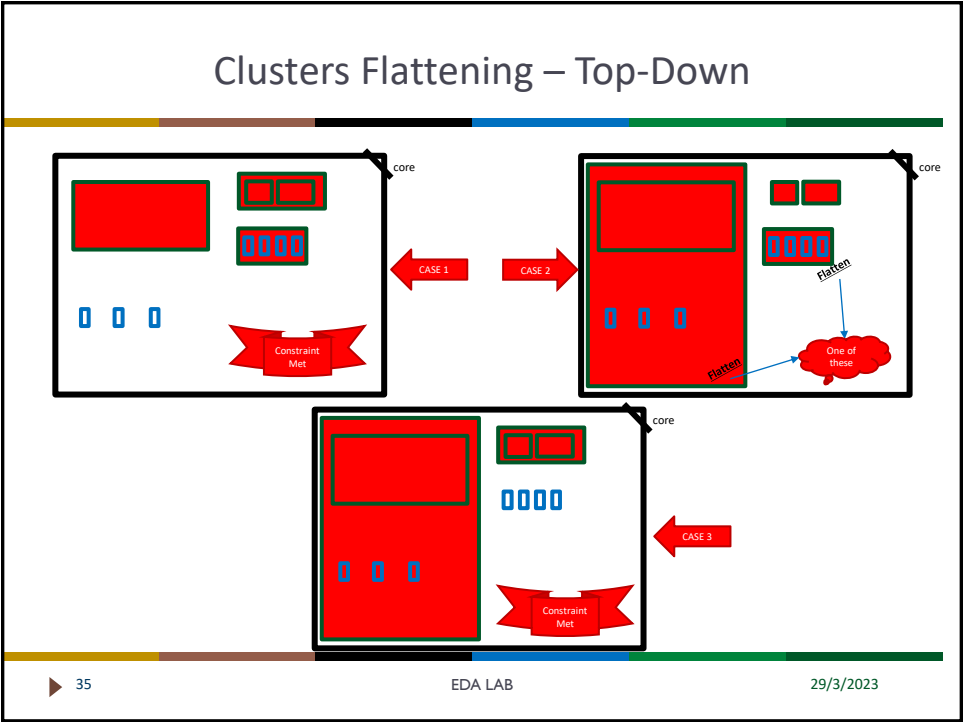 Clusters Flattening – Top-Down
core
core
CASE 1
CASE 2
Flatten
Constraint
Met
One of
these
Flatten
core
CASE 3
Constraint
Met
35
EDA LAB
29/3/2023